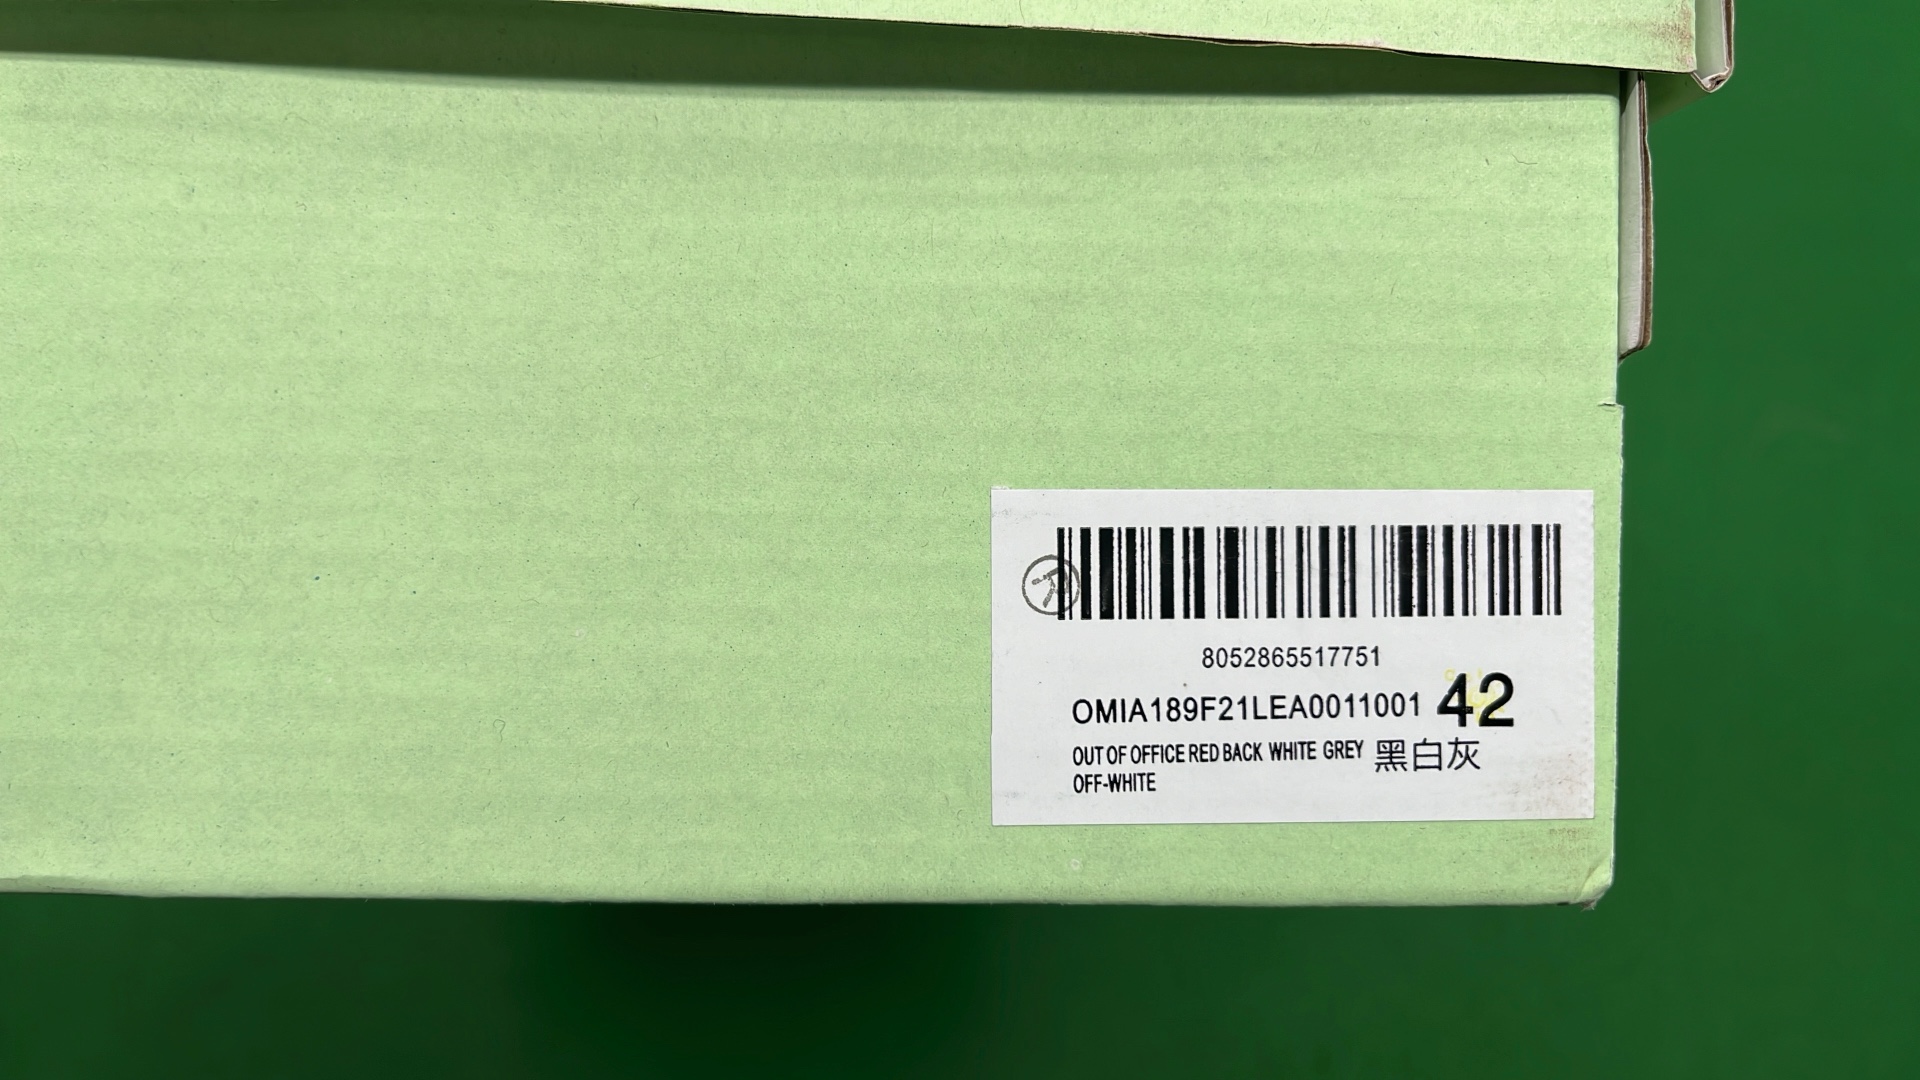 8052865517751
OMIA189F21LEA0011001 42
OUT OF OFFICE RED BACK WHITE GREY 黑白灰
OFF-WHITE